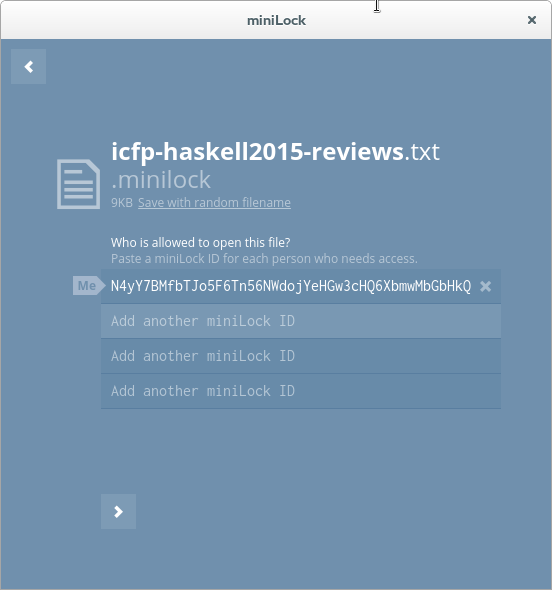 miniLock
icfp-haskell2015-reviews.txt
.minilock
9KB Save with random filename
Who is allowed to open this file?
Paste a miniLock ID for each person who needs access.
Me N4yY7BMfbTJo5F6Tn56NWdojYeHGw3cHQ6XbmwMbGbHkQ
Add another miniLock ID
Add another miniLock ID
Add another miniLock ID